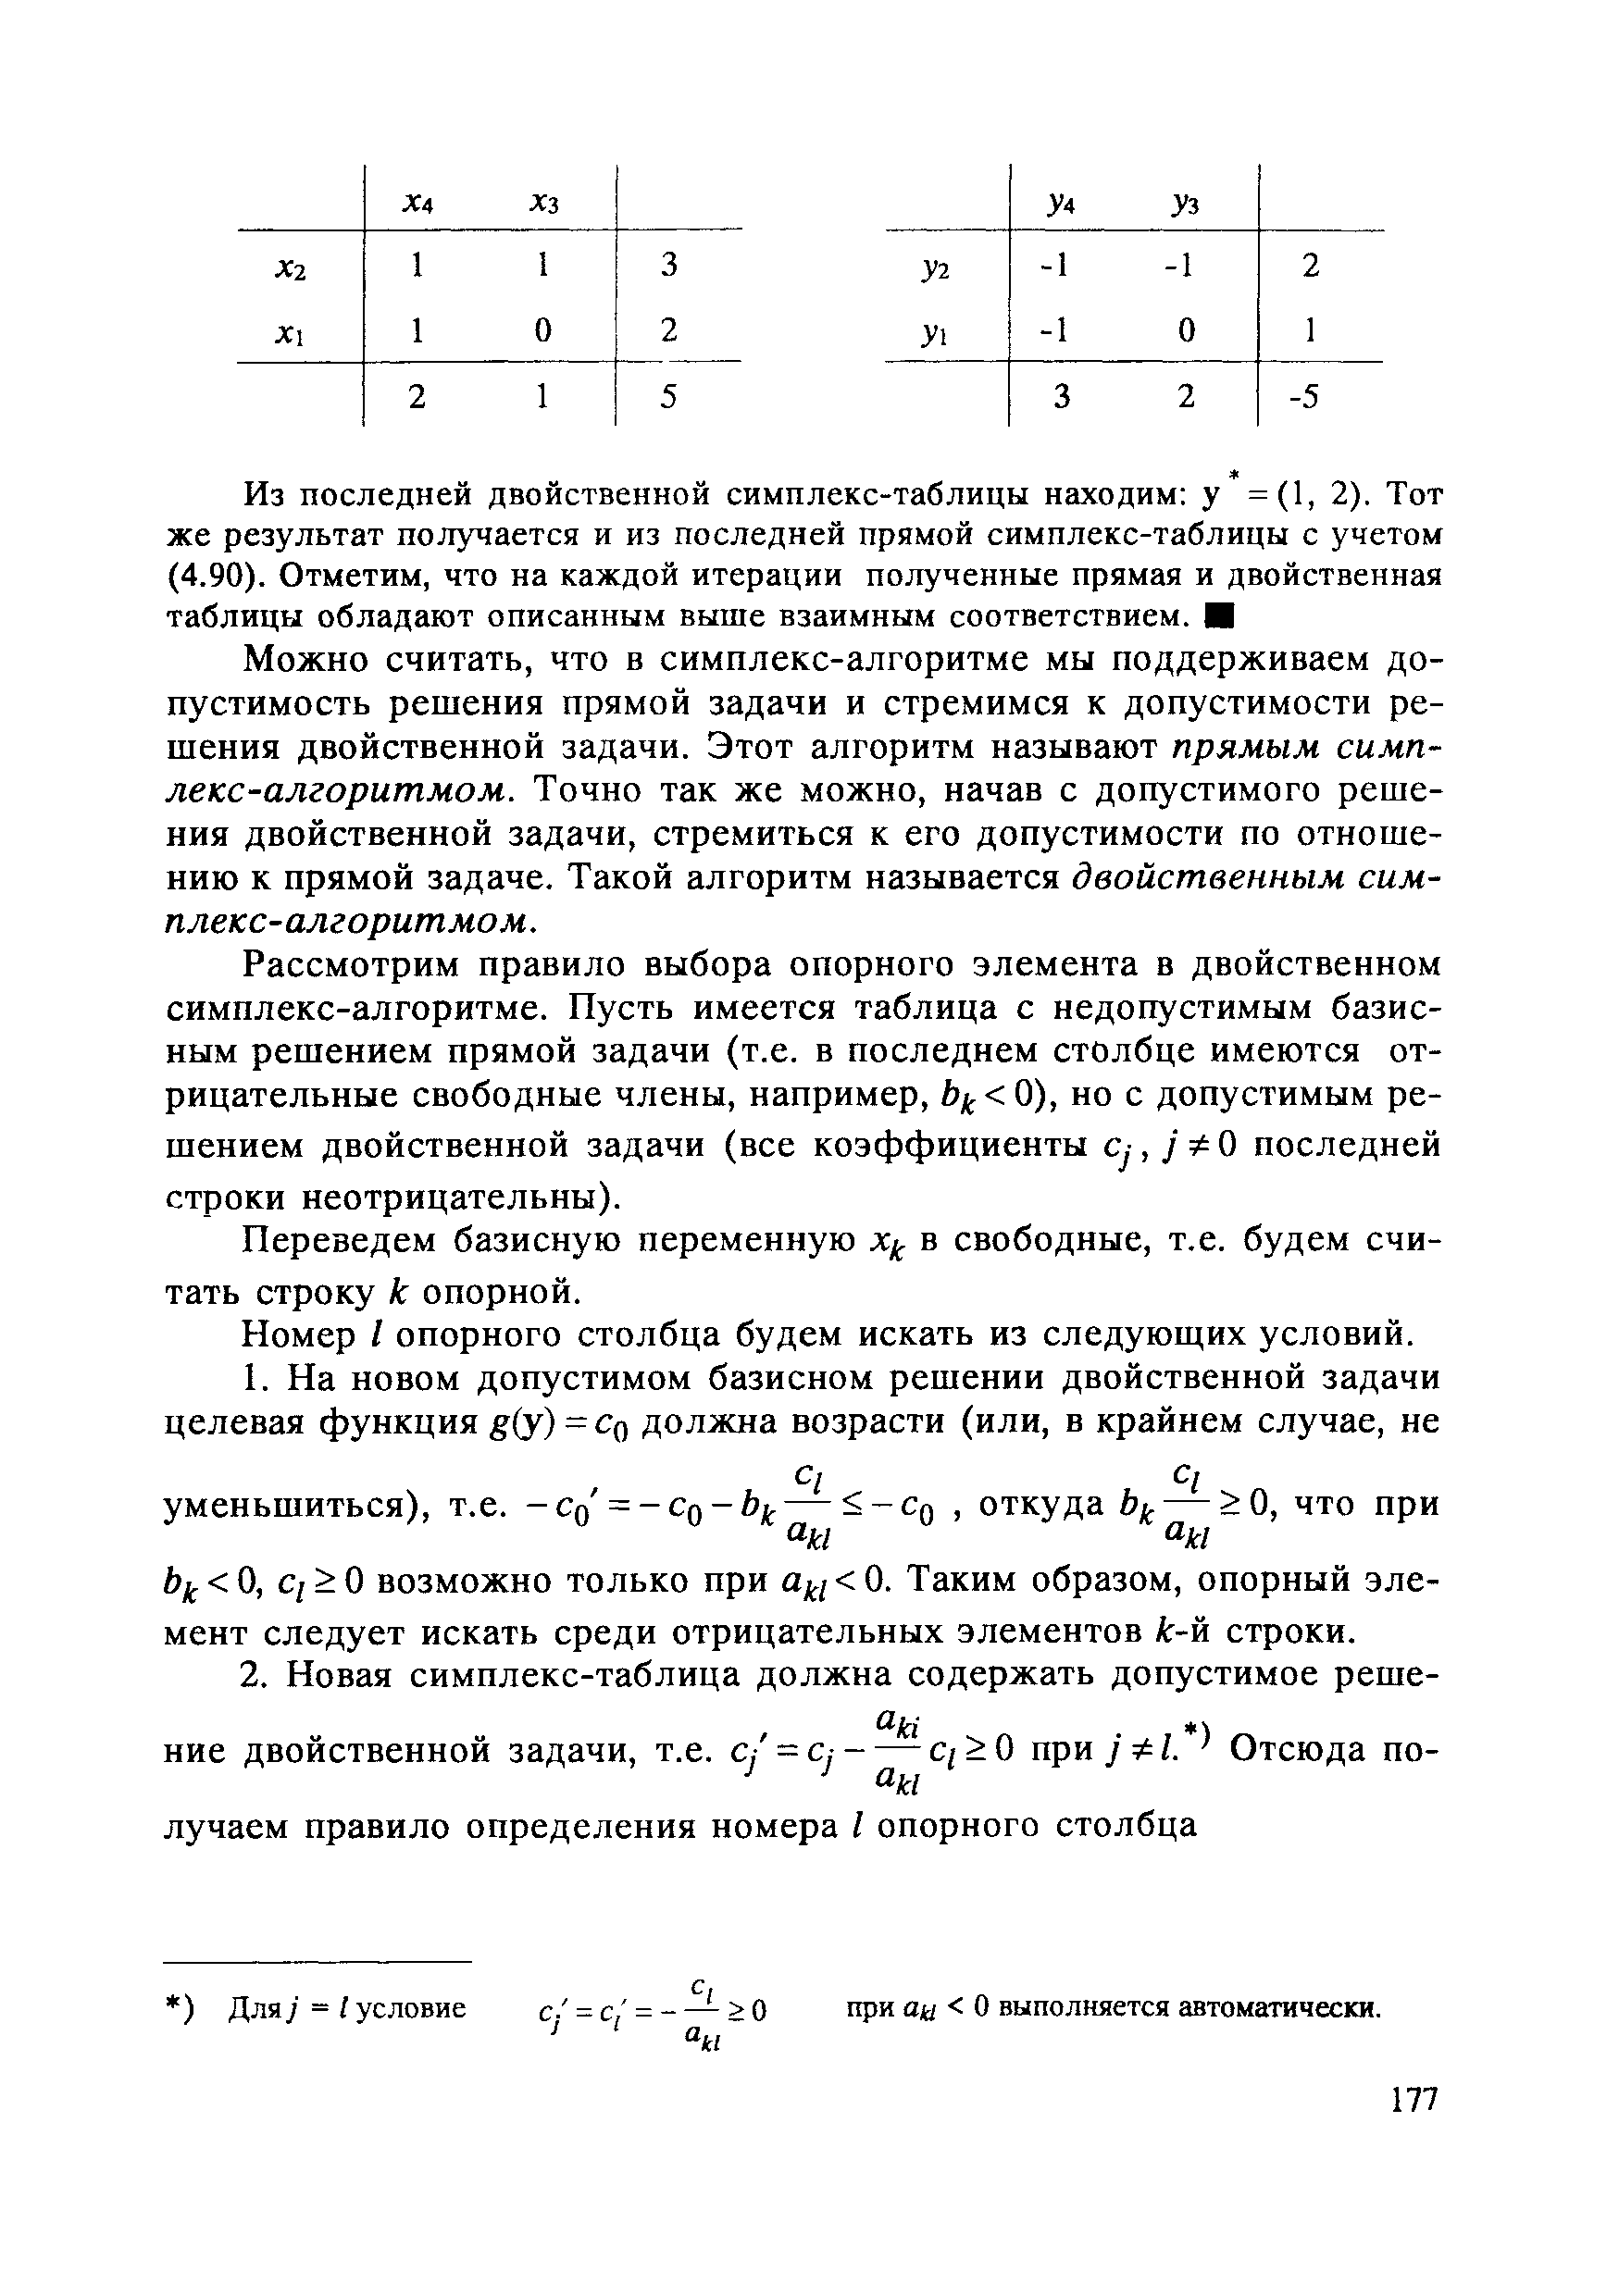 x₄ x₃
x₂ 1 1 3
x₁ 1 0 2
2 1 5
y₄ y₃
y₂ -1 -1 2
y₁ -1 0 1
3 2 -5
Из последней двойственной симплекс-таблицы находим: y* = (1, 2). Тот
же результат получается и из последней прямой симплекс-таблицы с учетом
(4.90). Отметим, что на каждой итерации полученные прямая и двойственная
таблицы обладают описанным выше взаимным соответствием. ■
Можно считать, что в симплекс-алгоритме мы поддерживаем до-
пустимость решения прямой задачи и стремимся к допустимости ре-
шения двойственной задачи. Этот алгоритм называют прямым симп-
лекс-алгоритмом. Точно так же можно, начав с допустимого реше-
ния двойственной задачи, стремиться к его допустимости по отноше-
нию к прямой задаче. Такой алгоритм называется двойственным сим-
плекс-алгоритмом.
Рассмотрим правило выбора опорного элемента в двойственном
симплекс-алгоритме. Пусть имеется таблица с недопустимым базис-
ным решением прямой задачи (т.е. в последнем столбце имеются от-
рицательные свободные члены, например, bₖ < 0), но с допустимым ре-
шением двойственной задачи (все коэффициенты cⱼ, j ≠ 0 последней
строки неотрицательны).
Переведем базисную переменную xₖ в свободные, т.е. будем счи-
тать строку k опорной.
Номер l опорного столбца будем искать из следующих условий.
1. На новом допустимом базисном решении двойственной задачи
целевая функция g(y) = c₀ должна возрасти (или, в крайнем случае, не
уменьшиться), т.е. -c₀' = -c₀ - bₖ cₗ/aₖₗ ≤ -c₀ , откуда bₖ cₗ/aₖₗ ≥ 0, что при
bₖ < 0, cₗ ≥ 0 возможно только при aₖₗ < 0. Таким образом, опорный эле-
мент следует искать среди отрицательных элементов k-й строки.
2. Новая симплекс-таблица должна содержать допустимое реше-
ние двойственной задачи, т.е. cⱼ' = cⱼ - aₖᵢ/aₖₗ cₗ ≥ 0 при j ≠ l.*) Отсюда по-
лучаем правило определения номера l опорного столбца
*) Для j = l условие cⱼ' = cₗ' = - cₗ/aₖₗ ≥ 0 при aₖₗ < 0 выполняется автоматически.
177